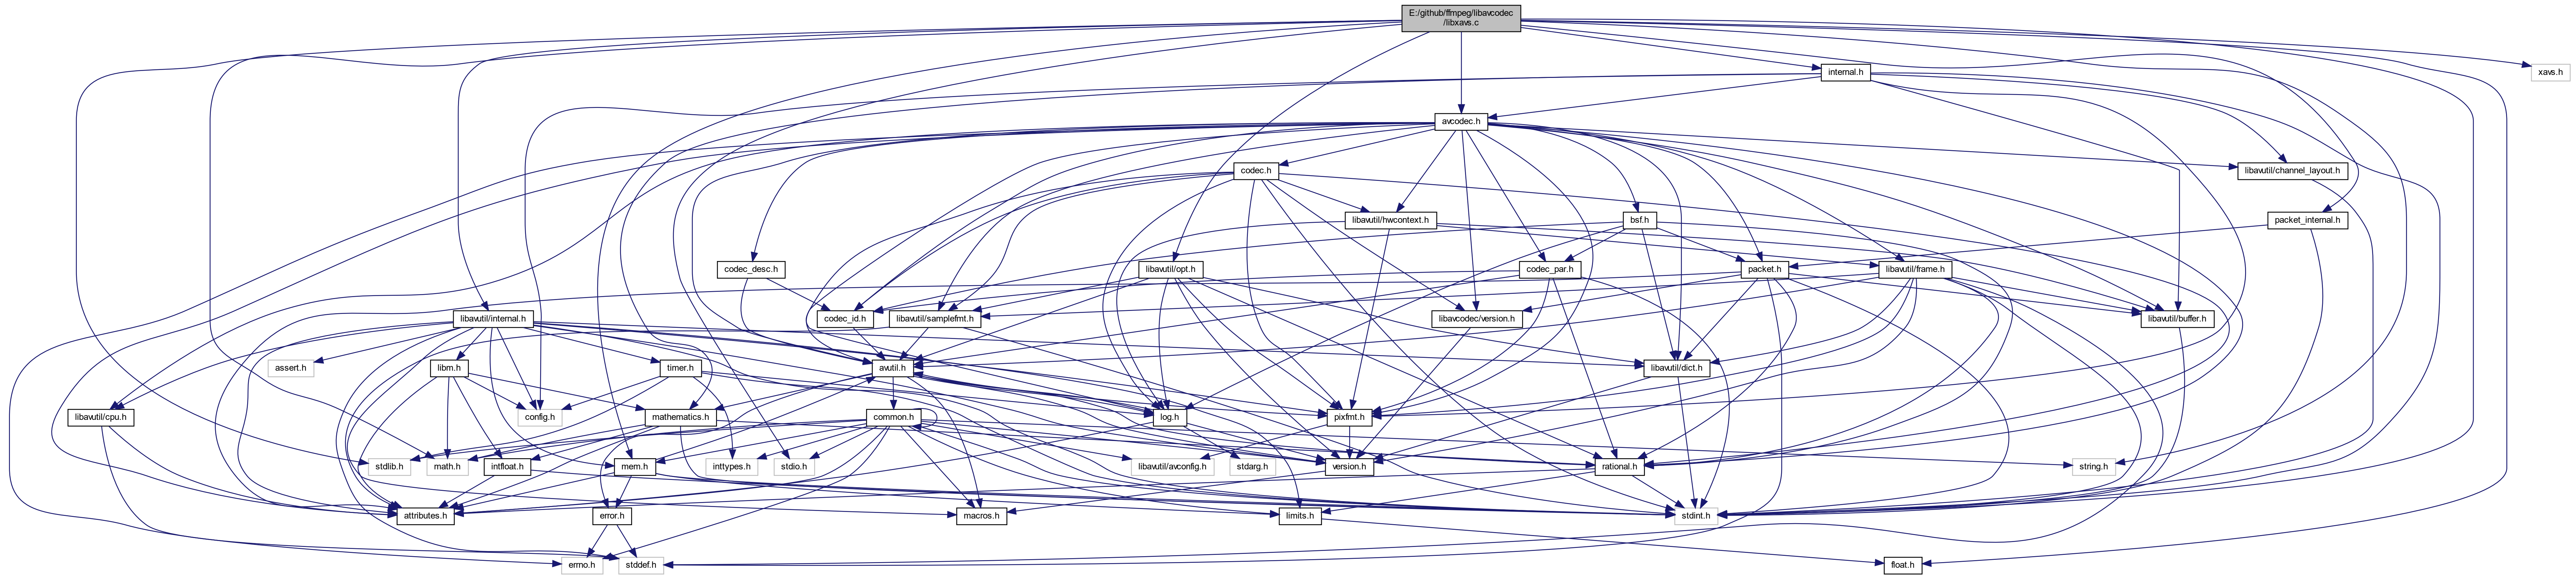 E:/github/ffmpeg/libavcodec
/libxavs.c
internal.h
xavs.h
avcodec.h
codec.h
libavutil/channel_layout.h
libavutil/hwcontext.h
bsf.h
packet_internal.h
codec_desc.h
libavutil/opt.h
codec_par.h
packet.h
libavutil/frame.h
libavutil/internal.h
codec_id.h
libavutil/samplefmt.h
libavcodec/version.h
libavutil/buffer.h
assert.h
librm.h
timer.h
avutil.h
libavutil/dict.h
libavutil/cpu.h
config.h
mathematics.h
common.h
log.h
pixfmt.h
stdlib.h
math.h
intfloat.h
mem.h
inttypes.h
stdio.h
libavutil/avconfig.h
stdarg.h
version.h
rational.h
string.h
attributes.h
error.h
macros.h
limits.h
stdint.h
errno.h
stddef.h
float.h